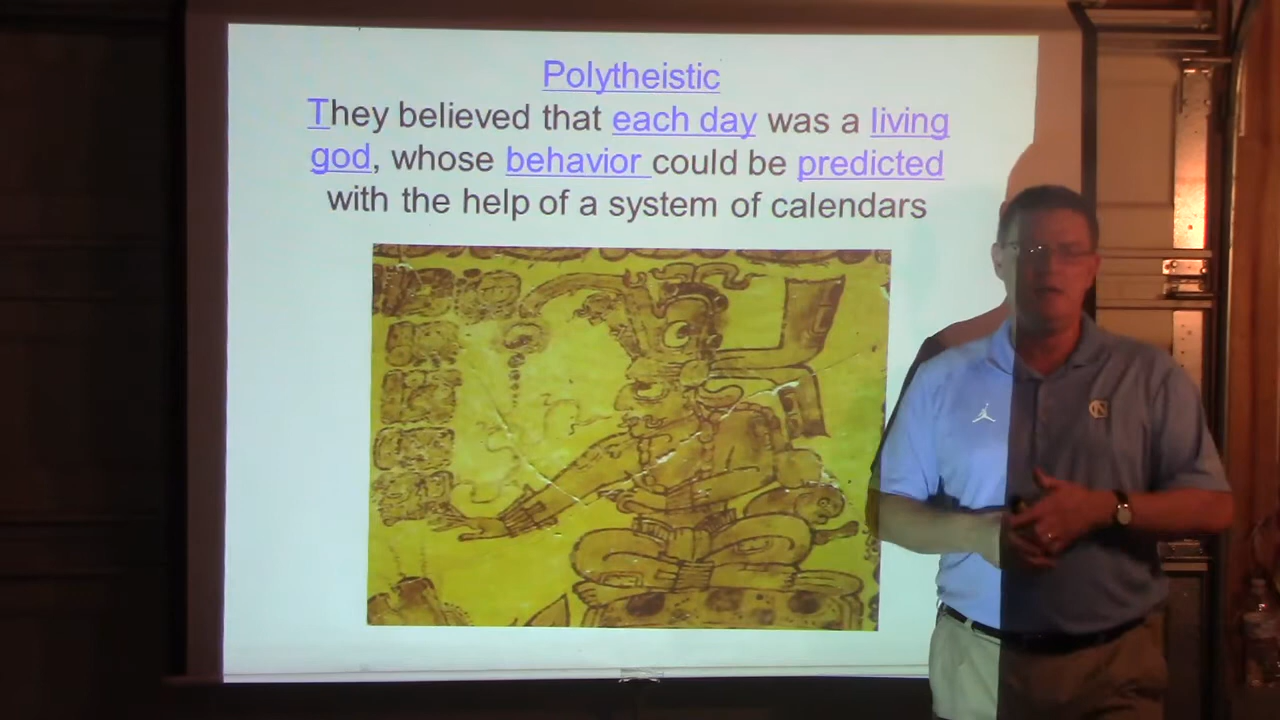 Polytheistic
They believed that each day was a living
god, whose behavior could be predicted
with the help of a system of calendars